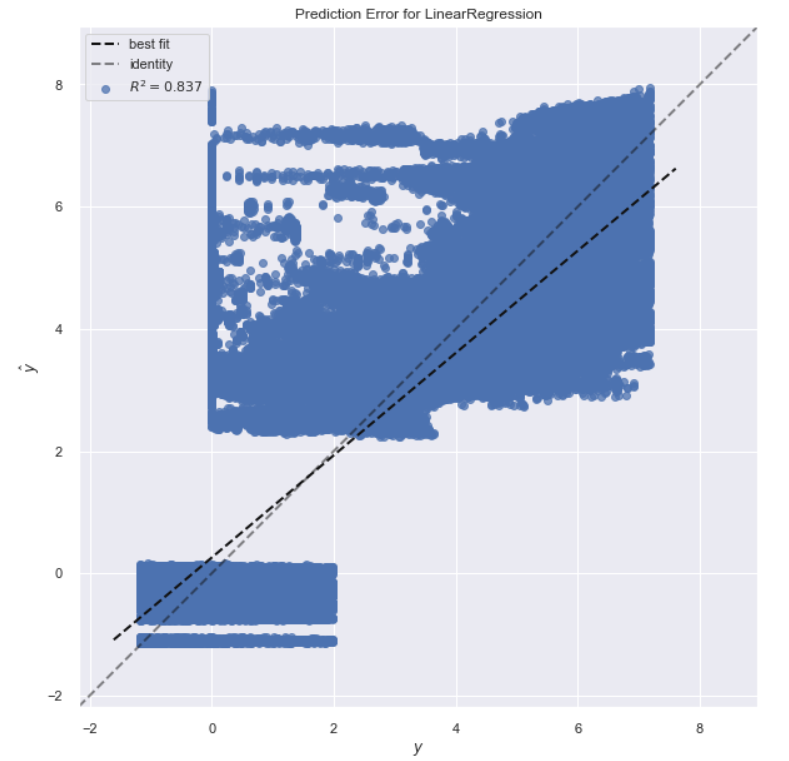 Prediction Error for LinearRegression
best fit
identity
R² = 0.837
8
6
4
2
0
−2
ŷ
−2 0 2 4 6 8
y